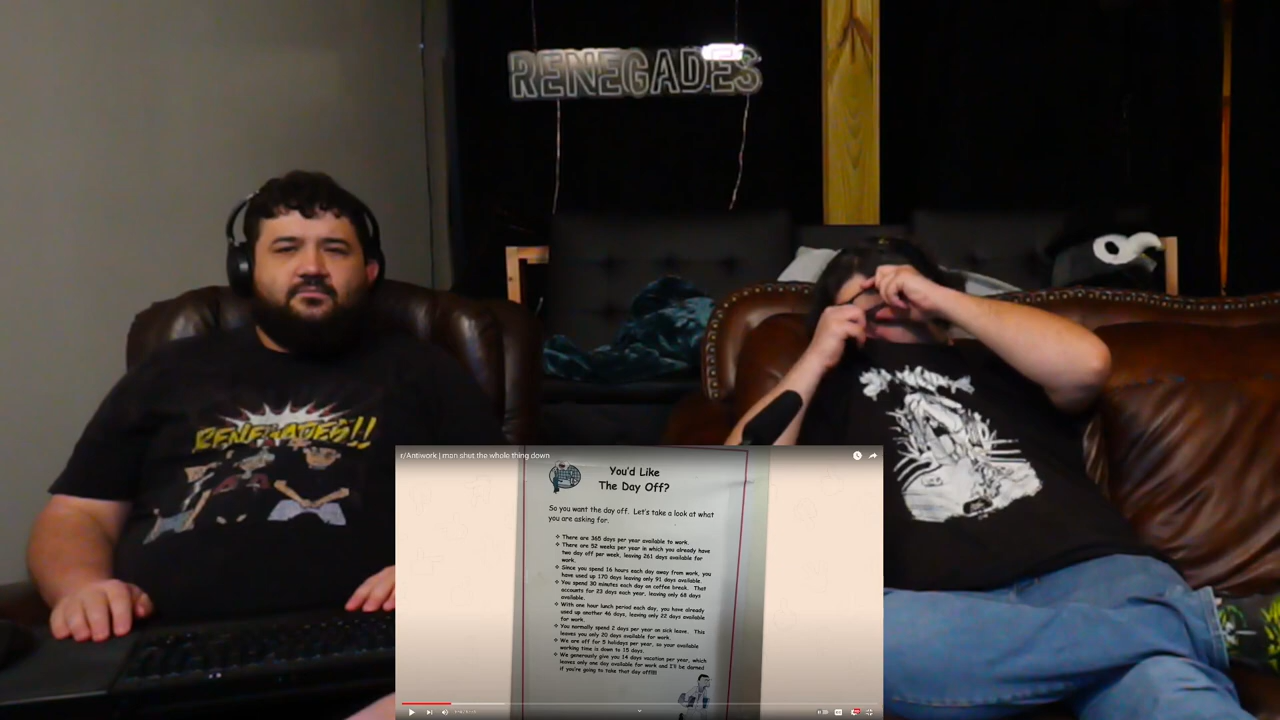 RENEGADES
RENEGADES!!
r/Antiwork | man shut the whole thing down
You'd Like
The Day Off?
So you want the day off. Let's take a look at what
you are asking for.
❖ There are 365 days per year available to work.
❖ There are 52 weeks per year in which you already have
two day off per week, leaving 261 days available for
work.
❖ Since you spend 16 hours each day away from work, you
have used up 170 days leaving only 91 days available.
❖ You spend 30 minutes each day on coffee break. That
accounts for 23 days each year, leaving only 68 days
available.
❖ With one hour lunch period each day, you have already
used up another 46 days, leaving only 22 days available
for work.
❖ You normally spend 2 days per year on sick leave. This
leaves you only 20 days available for work.
❖ We are off for 5 holidays per year, so your available
working time is down to 15 days.
❖ We generously give you 14 days vacation per year, which
leaves only one day available for work and I'll be darned
if you're going to take that day off!!!!